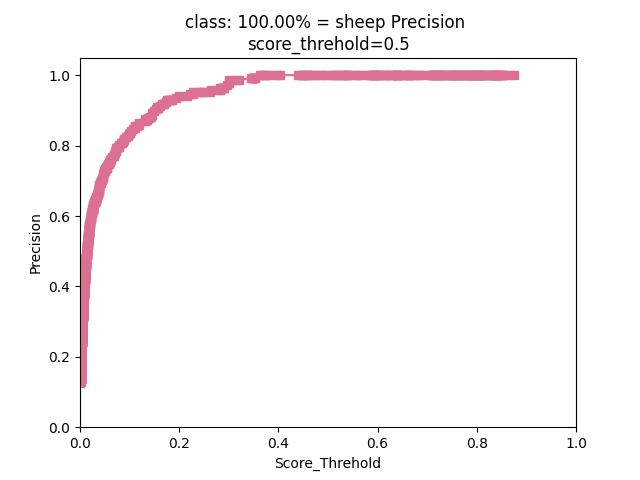 class: 100.00% = sheep Precision
score_threhold=0.5
1.0
0.8
0.6
0.4
0.2
0.0
Precision
0.0 0.2 0.4 0.6 0.8 1.0
Score_Threhold